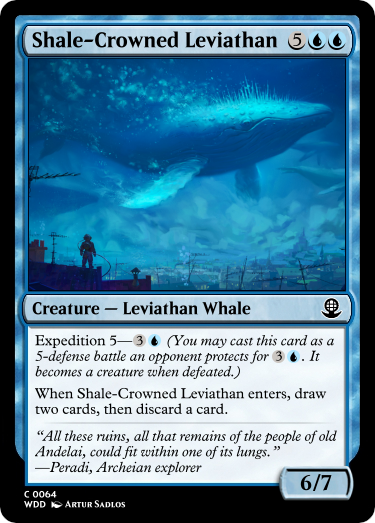 Shale-Crowned Leviathan 5
Creature — Leviathan Whale
Expedition 5—3 (You may cast this card as a
5-defense battle an opponent protects for 3 . It
becomes a creature when defeated.)
When Shale-Crowned Leviathan enters, draw
two cards, then discard a card.
“All these ruins, all that remains of the people of old
Andelai, could fit within one of its lungs.”
—Peradi, Archeian explorer
6/7
C 0064
WDD Artur Sadlos